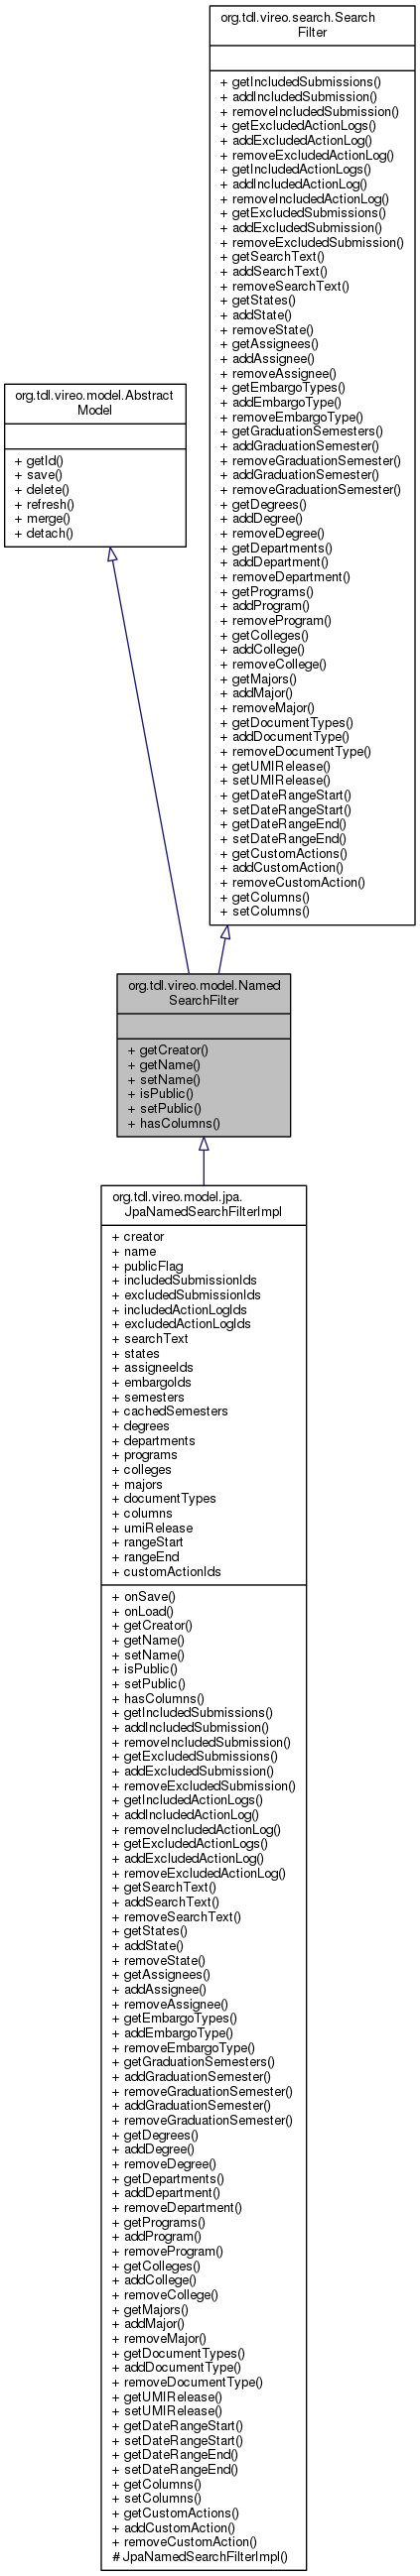 org.tdl.vireo.search.Search
Filter
+ getIncludedSubmissions()
+ addIncludedSubmission()
+ removeIncludedSubmission()
+ getExcludedActionLogs()
+ addExcludedActionLog()
+ removeExcludedActionLog()
+ getIncludedActionLogs()
+ addIncludedActionLog()
+ removeIncludedActionLog()
+ getExcludedSubmissions()
+ addExcludedSubmission()
+ removeExcludedSubmission()
+ getSearchText()
+ addSearchText()
+ removeSearchText()
+ getStates()
+ addState()
+ removeState()
+ getAssignees()
+ addAssignee()
+ removeAssignee()
+ getEmbargoTypes()
+ addEmbargoType()
+ removeEmbargoType()
+ getGraduationSemesters()
+ addGraduationSemester()
+ removeGraduationSemester()
+ addGraduationSemester()
+ removeGraduationSemester()
+ getDegrees()
+ addDegree()
+ removeDegree()
+ getDepartments()
+ addDepartment()
+ removeDepartment()
+ getPrograms()
+ addProgram()
+ removeProgram()
+ getColleges()
+ addCollege()
+ removeCollege()
+ getMajors()
+ addMajor()
+ removeMajor()
+ getDocumentTypes()
+ addDocumentType()
+ removeDocumentType()
+ getUMIRelease()
+ setUMIRelease()
+ getDateRangeStart()
+ setDateRangeStart()
+ getDateRangeEnd()
+ setDateRangeEnd()
+ getCustomActions()
+ addCustomAction()
+ removeCustomAction()
+ getColumns()
+ setColumns()
org.tdl.vireo.model.Abstract
Model
+ getId()
+ save()
+ delete()
+ refresh()
+ merge()
+ detach()
org.tdl.vireo.model.Named
SearchFilter
+ getCreator()
+ getName()
+ setName()
+ isPublic()
+ setPublic()
+ hasColumns()
org.tdl.vireo.model.jpa.
JpaNamedSearchFilterImpl
+ creator
+ name
+ publicFlag
+ includedSubmissionIds
+ excludedSubmissionIds
+ includedActionLogIds
+ excludedActionLogIds
+ searchText
+ states
+ assigneeIds
+ embargoIds
+ semesters
+ cachedSemesters
+ degrees
+ departments
+ programs
+ colleges
+ majors
+ documentTypes
+ columns
+ umiRelease
+ rangeStart
+ rangeEnd
+ customActionIds
+ onSave()
+ onLoad()
+ getCreator()
+ getName()
+ setName()
+ isPublic()
+ setPublic()
+ hasColumns()
+ getIncludedSubmissions()
+ addIncludedSubmission()
+ removeIncludedSubmission()
+ getExcludedSubmissions()
+ addExcludedSubmission()
+ removeExcludedSubmission()
+ getIncludedActionLogs()
+ addIncludedActionLog()
+ removeIncludedActionLog()
+ getExcludedActionLogs()
+ addExcludedActionLog()
+ removeExcludedActionLog()
+ getSearchText()
+ addSearchText()
+ removeSearchText()
+ getStates()
+ addState()
+ removeState()
+ getAssignees()
+ addAssignee()
+ removeAssignee()
+ getEmbargoTypes()
+ addEmbargoType()
+ removeEmbargoType()
+ getGraduationSemesters()
+ addGraduationSemester()
+ removeGraduationSemester()
+ addGraduationSemester()
+ removeGraduationSemester()
+ getDegrees()
+ addDegree()
+ removeDegree()
+ getDepartments()
+ addDepartment()
+ removeDepartment()
+ getPrograms()
+ addProgram()
+ removeProgram()
+ getColleges()
+ addCollege()
+ removeCollege()
+ getMajors()
+ addMajor()
+ removeMajor()
+ getDocumentTypes()
+ addDocumentType()
+ removeDocumentType()
+ getUMIRelease()
+ setUMIRelease()
+ getDateRangeStart()
+ setDateRangeStart()
+ getDateRangeEnd()
+ setDateRangeEnd()
+ getColumns()
+ setColumns()
+ getCustomActions()
+ addCustomAction()
+ removeCustomAction()
# JpaNamedSearchFilterImpl()